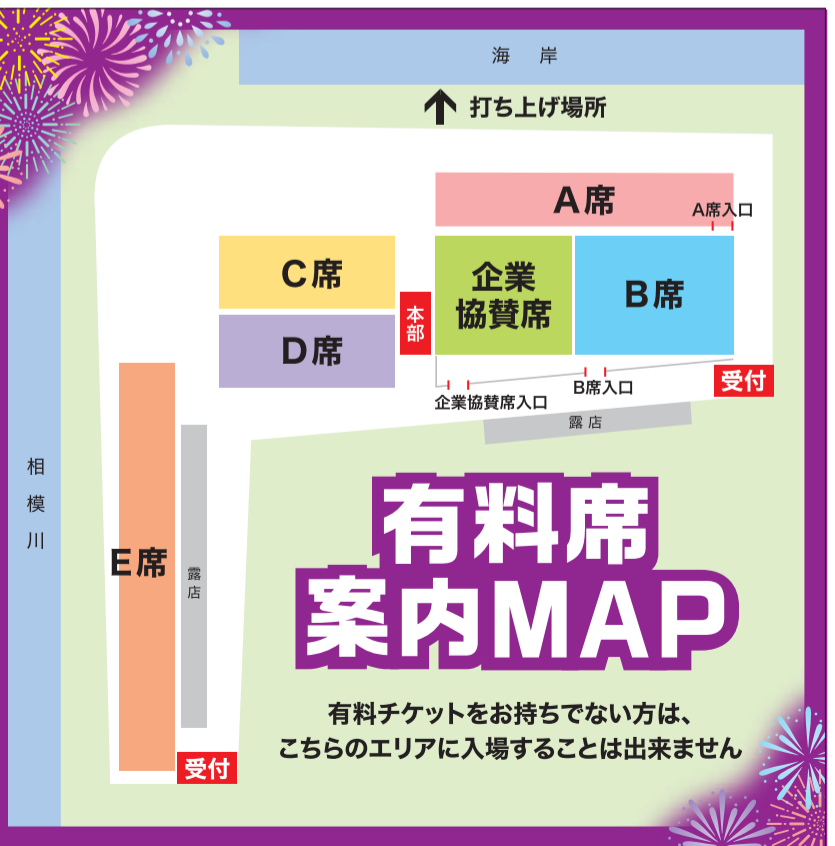 海岸
打ち上げ場所
A席
A席入口
C席
企業
協賛席
B席
本部
D席
受付
B席入口
企業協賛席入口
露店
相模川
E席
露店
有料席
案内MAP
有料チケットをお持ちでない方は、
こちらのエリアに入場することは出来ません
受付